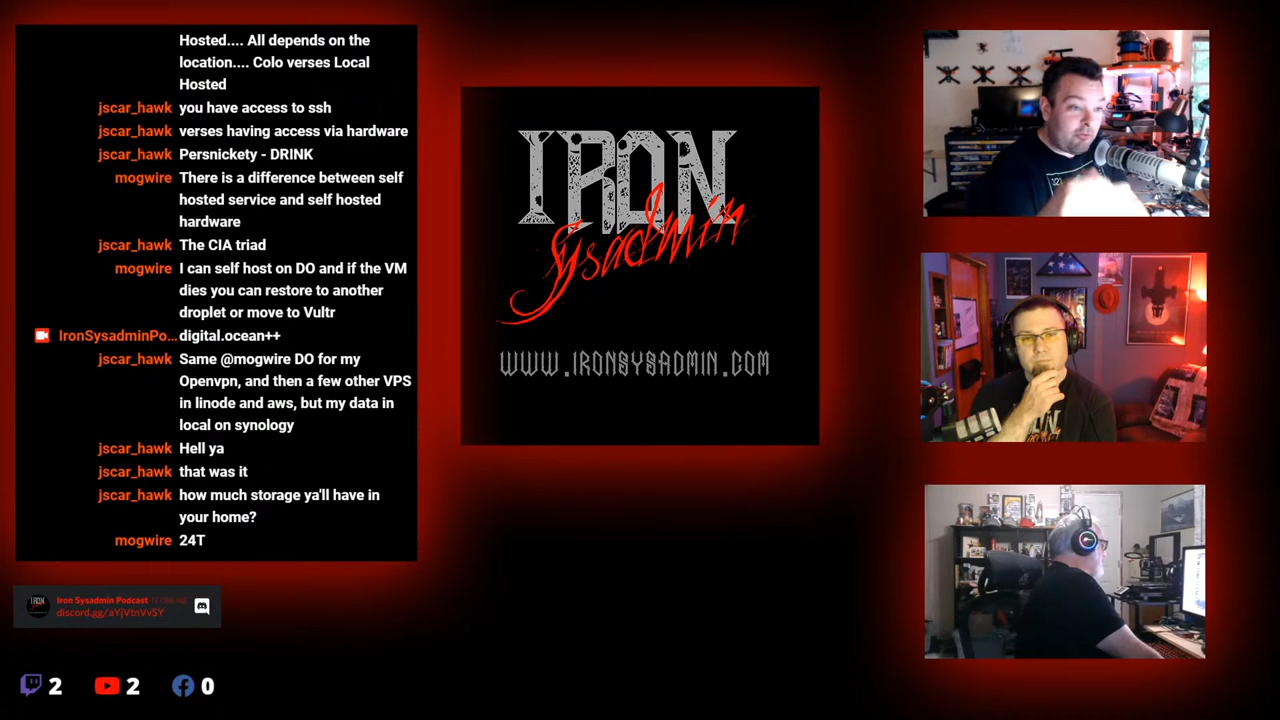 Hosted.... All depends on the
location.... Colo verses Local
Hosted
jscar_hawk you have access to ssh
jscar_hawk verses having access via hardware
jscar_hawk Persnickety - DRINK
mogwire There is a difference between self
hosted service and self hosted
hardware
jscar_hawk The CIA triad
mogwire I can self host on DO and if the VM
dies you can restore to another
droplet or move to Vultr
IronSysadminPo... digital.ocean++
jscar_hawk Same @mogwire DO for my
Openvpn, and then a few other VPS
in linode and aws, but my data in
local on synology
jscar_hawk Hell ya
jscar_hawk that was it
jscar_hawk how much storage ya'll have in
your home?
mogwire 24T
Iron Sysadmin Podcast
discord.gg/aYjVtnVvSY
2 2 0
IRON
Sysadmin
WWW.IRONSYSADMIN.COM